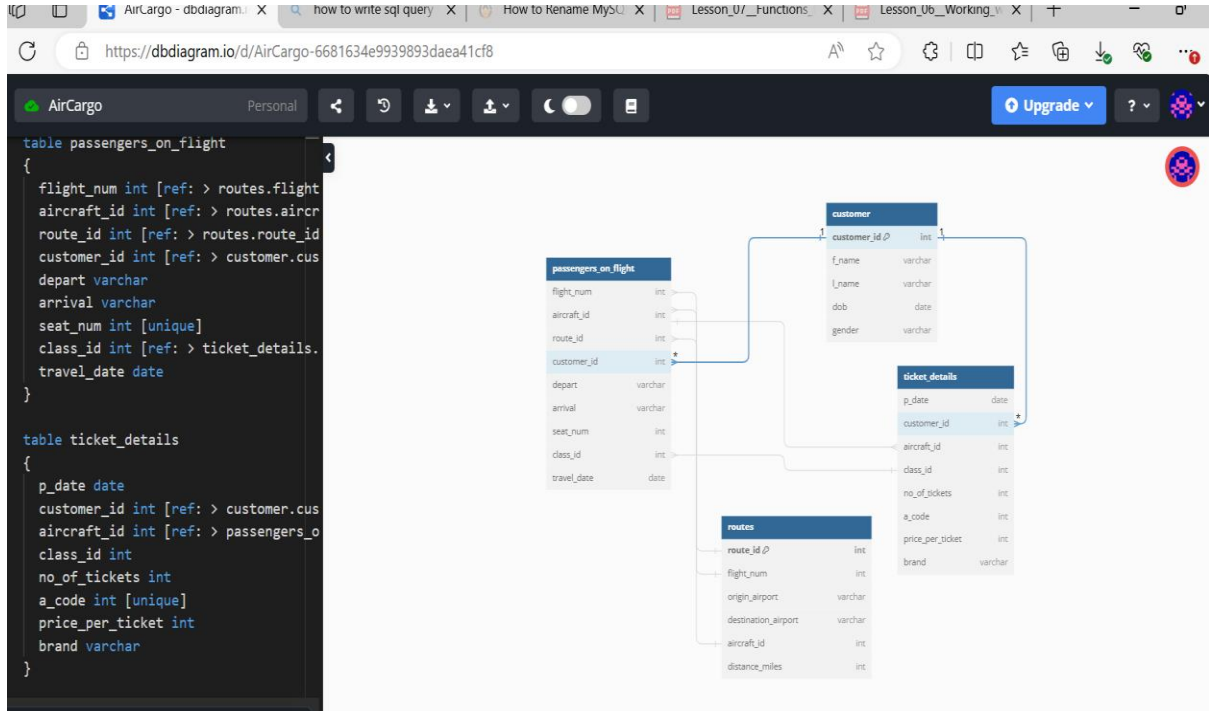 AirCargo - dbdiagram.i X
how to write sql query X
How to Rename MySQ X
Lesson_07__Functions_ X
Lesson_06__Working_ X
https://dbdiagram.io/d/AirCargo-6681634e9939893daea41cf8
AirCargo Personal
Upgrade
?
table passengers_on_flight
{
flight_num int [ref: > routes.flight
aircraft_id int [ref: > routes.aircr
route_id int [ref: > routes.route_id
customer_id int [ref: > customer.cus
depart varchar
arrival varchar
seat_num int [unique]
class_id int [ref: > ticket_details.
travel_date date
}
table ticket_details
{
p_date date
customer_id int [ref: > customer.cus
aircraft_id int [ref: > passengers_o
class_id int
no_of_tickets int
a_code int [unique]
price_per_ticket int
brand varchar
}
passengers_on_flight
flight_num int
aircraft_id int
route_id int
customer_id int *
depart varchar
arrival varchar
seat_num int
class_id int
travel_date date
customer
1 customer_id int 1
f_name varchar
l_name varchar
dob date
gender varchar
ticket_details
p_date date
customer_id int *
aircraft_id int
class_id int
no_of_tickets int
a_code int
price_per_ticket int
brand varchar
routes
route_id int
flight_num int
origin_airport varchar
destination_airport varchar
aircraft_id int
distance_miles int